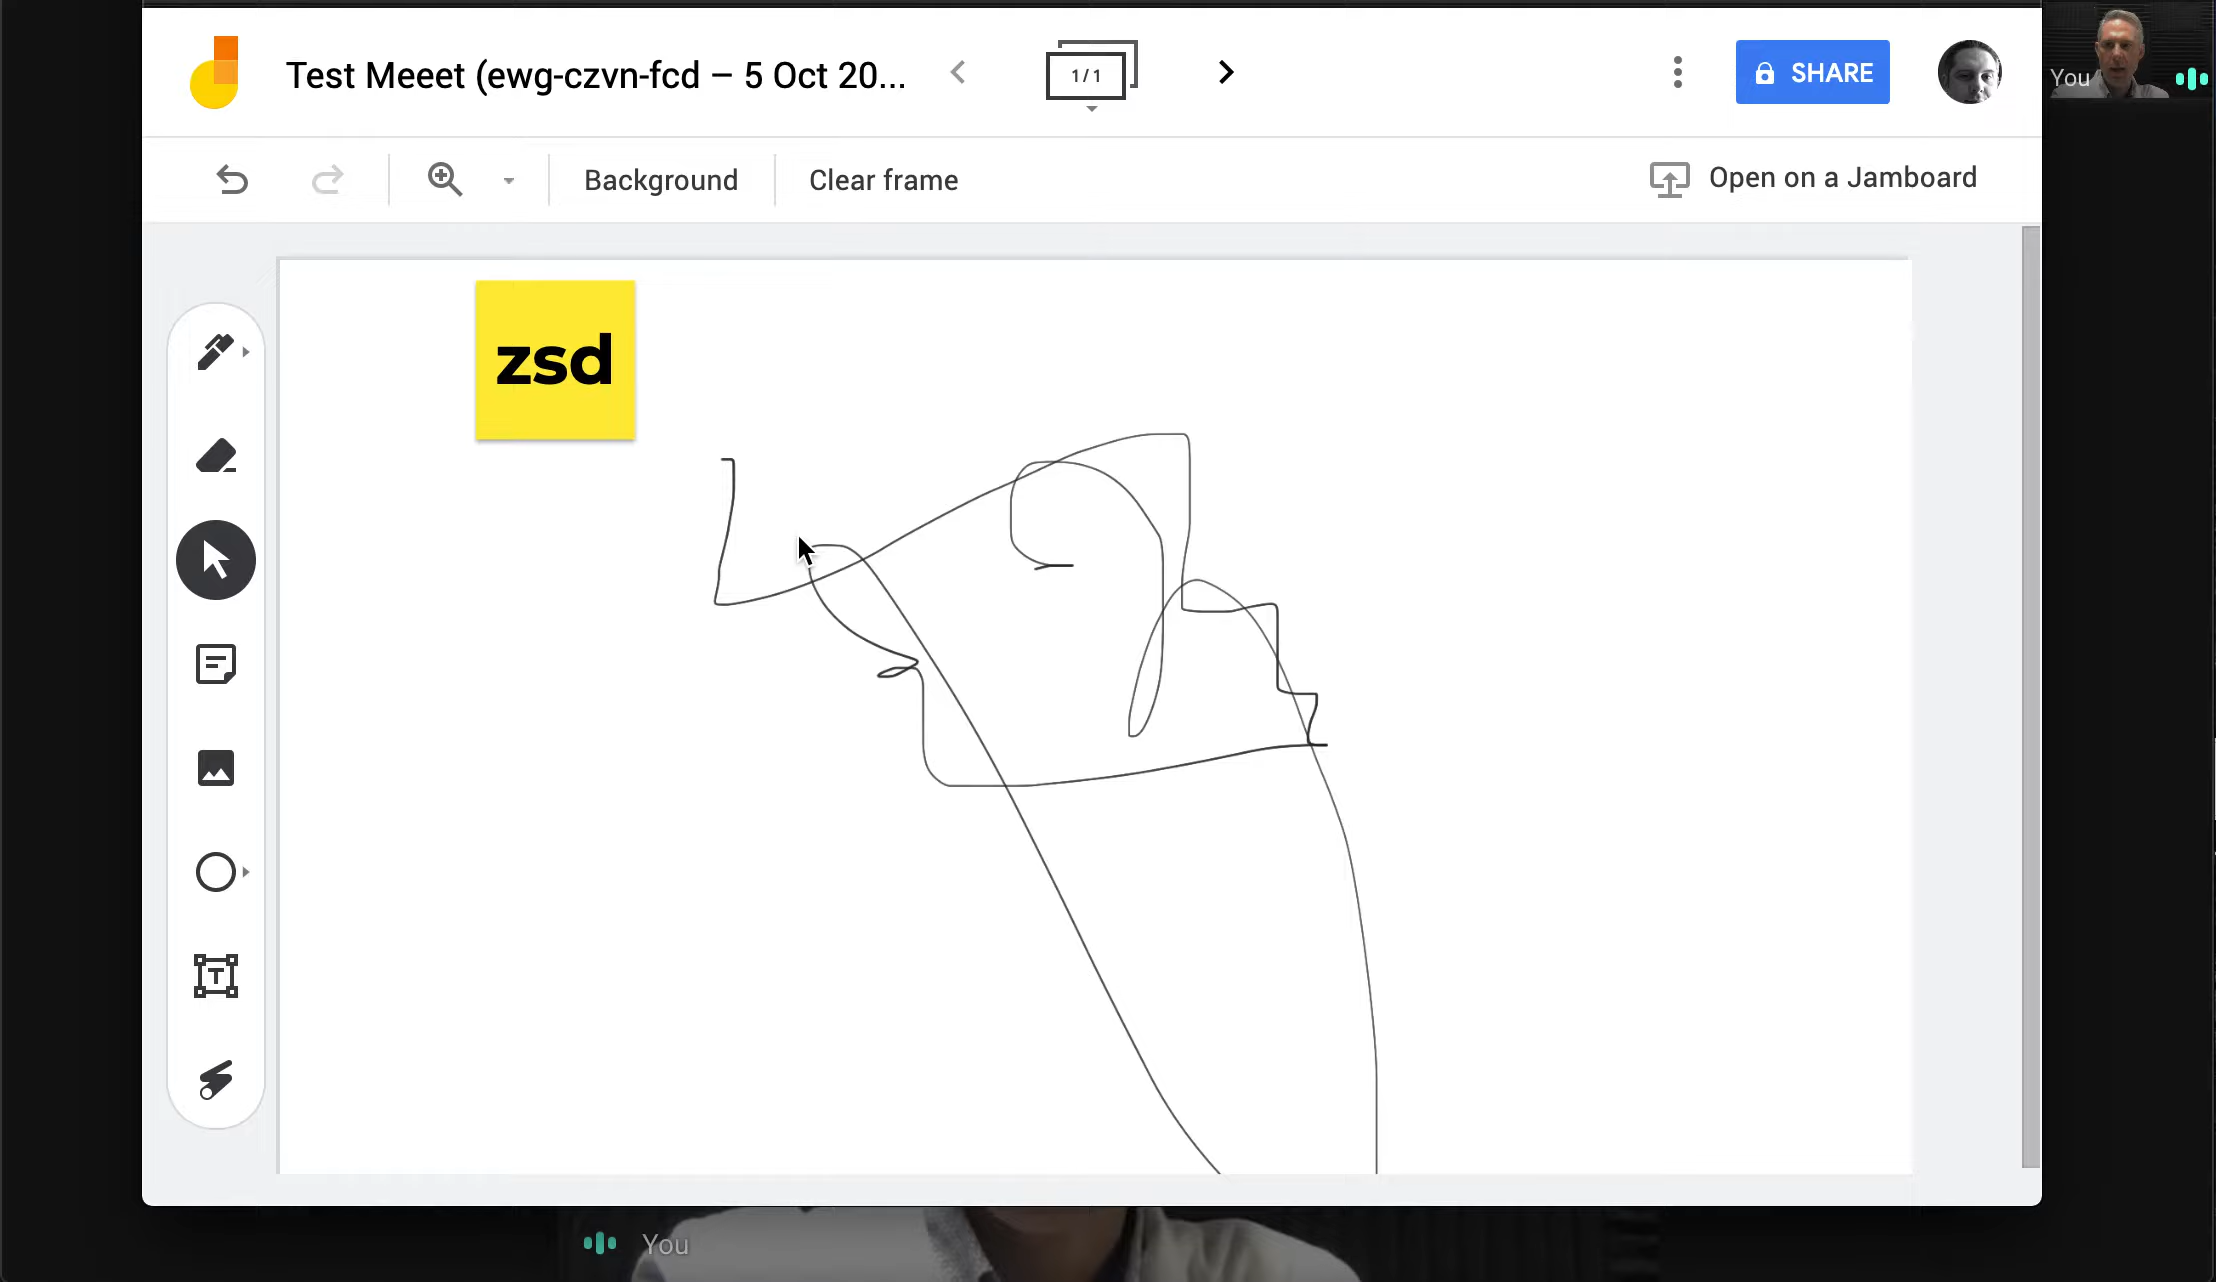 Test Meeet (ewg-czvn-fcd – 5 Oct 20...
1/1
SHARE
You
Background
Clear frame
Open on a Jamboard
zsd
T
You